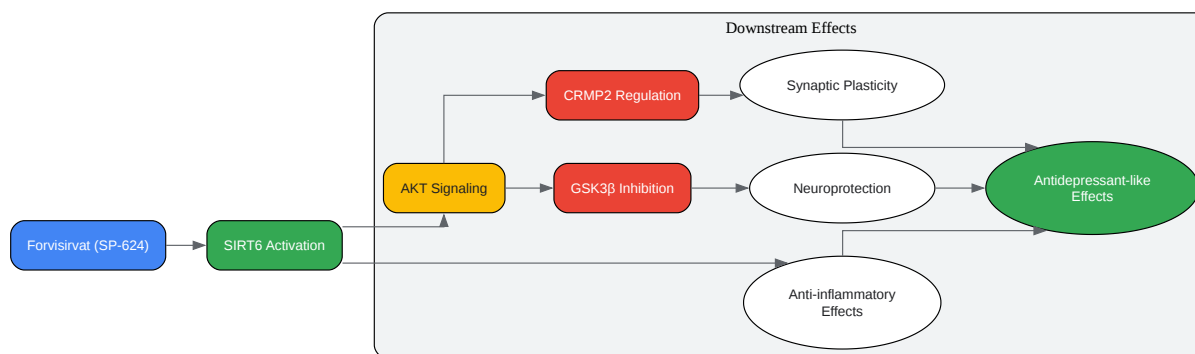 Downstream Effects
CRMP2 Regulation
Synaptic Plasticity
AKT Signaling
GSK3β Inhibition
Neuroprotection
Antidepressant-like
Effects
Forvisirvat (SP-624)
SIRT6 Activation
Anti-inflammatory
Effects